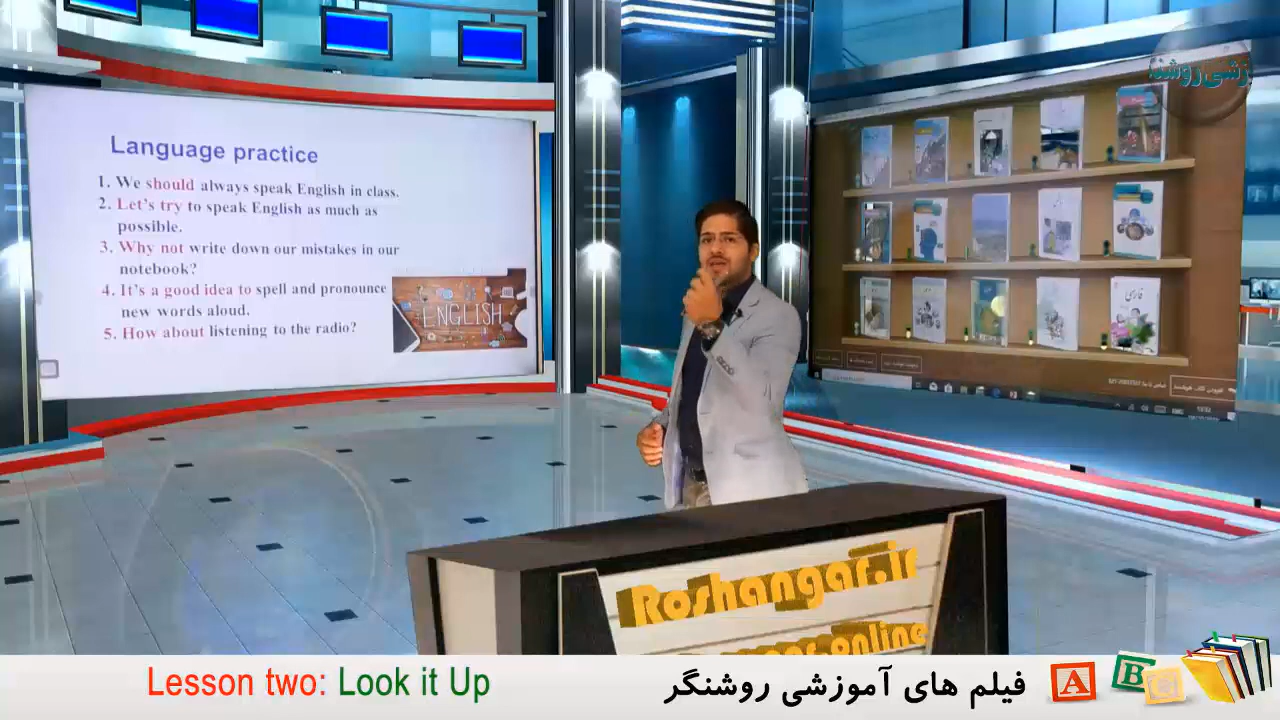 Language practice
1. We should always speak English in class.
2. Let's try to speak English as much as
possible.
3. Why not write down our mistakes in our
notebook?
4. It's a good idea to spell and pronounce
new words aloud.
5. How about listening to the radio?
ENGLISH
فارسی
Roshangar.ir
online
Lesson two: Look it Up
فیلم های آموزشی روشنگر
A
B
C